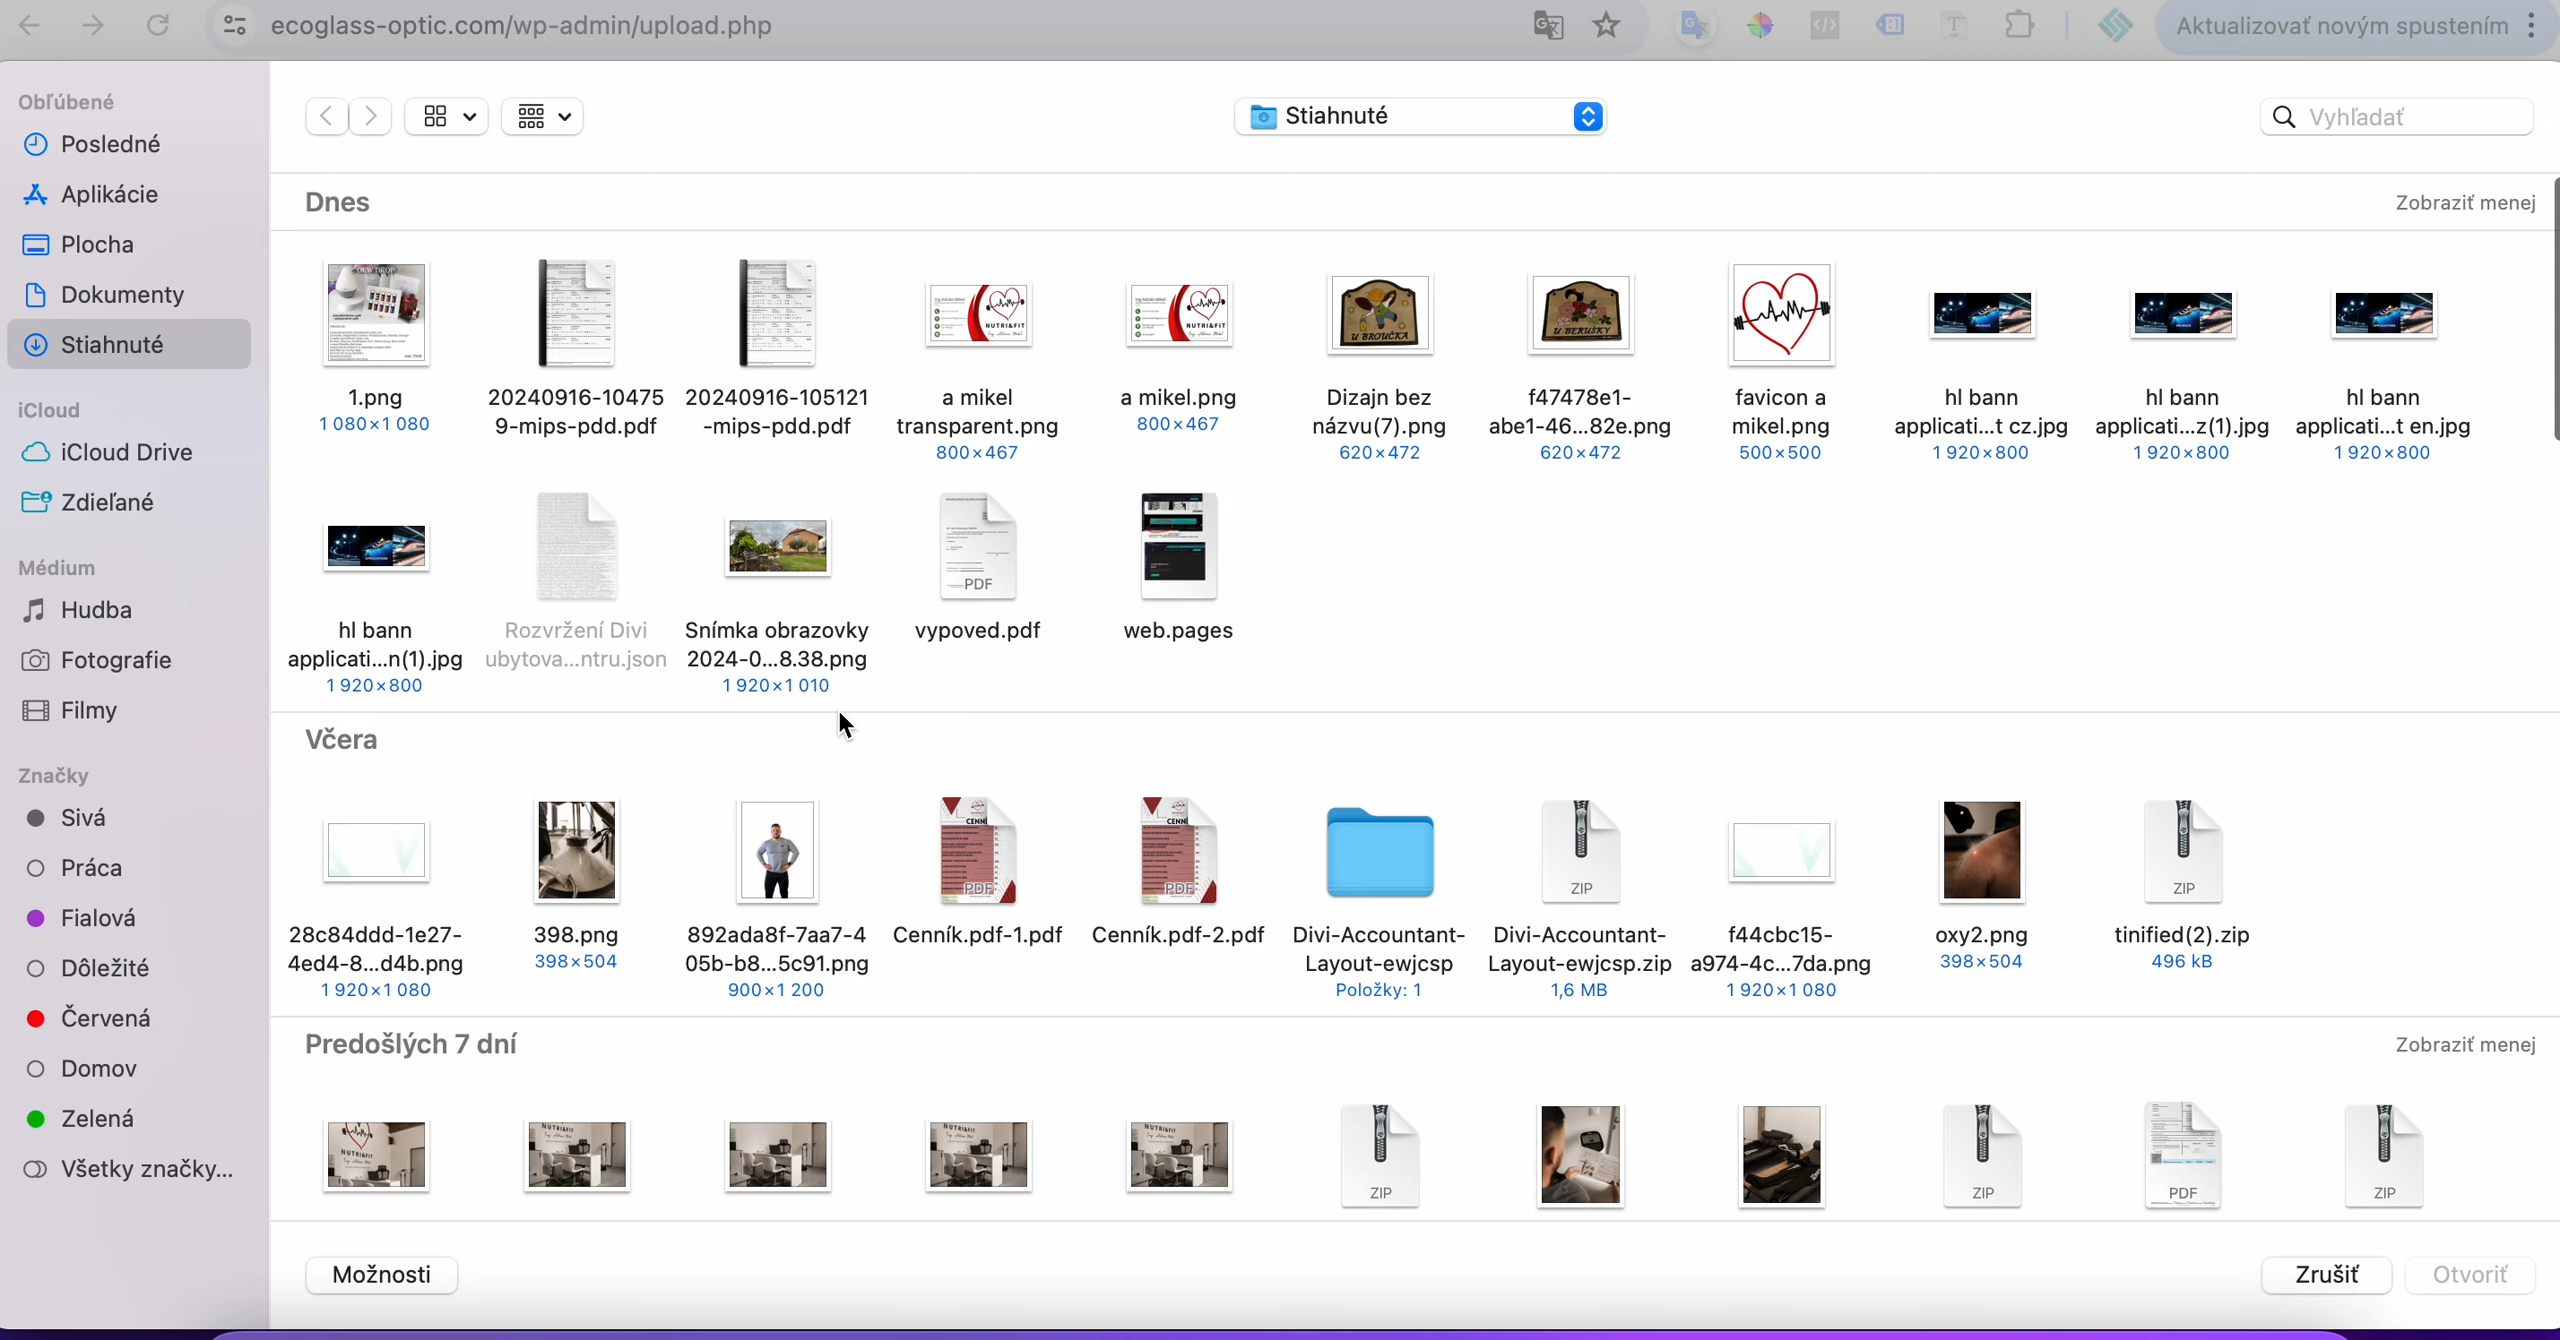 ecoglass-optic.com/wp-admin/upload.php
Aktualizovať novým spustením
Obľúbené
Posledné
Aplikácie
Plocha
Dokumenty
Stiahnuté
iCloud
iCloud Drive
Zdieľané
Médium
Hudba
Fotografie
Filmy
Značky
Sivá
Práca
Fialová
Dôležité
Červená
Domov
Zelená
Všetky značky...
Stiahnuté
Vyhľadať
Dnes
Zobraziť menej
1.png
1 080×1 080
20240916-10475
9-mips-pdd.pdf
20240916-105121
-mips-pdd.pdf
a mikel
transparent.png
800×467
a mikel.png
800×467
Dizajn bez
názvu(7).png
620×472
f47478e1-
abe1-46...82e.png
620×472
favicon a
mikel.png
500×500
hl bann
applicati...t cz.jpg
1 920×800
hl bann
applicati...z(1).jpg
1 920×800
hl bann
applicati...t en.jpg
1 920×800
hl bann
applicati...n(1).jpg
1 920×800
Rozvržení Divi
ubytova...ntru.json
Snímka obrazovky
2024-0...8.38.png
1 920×1 010
PDF
vypoved.pdf
web.pages
Včera
28c84ddd-1e27-
4ed4-8...d4b.png
1 920×1 080
398.png
398×504
892ada8f-7aa7-4
05b-b8...5c91.png
900×1 200
PDF
Cenník.pdf-1.pdf
PDF
Cenník.pdf-2.pdf
Divi-Accountant-
Layout-ewjcsp
Položky: 1
ZIP
Divi-Accountant-
Layout-ewjcsp.zip
1,6 MB
f44cbc15-
a974-4c...7da.png
1 920×1 080
oxy2.png
398×504
ZIP
tinified(2).zip
496 kB
Predošlých 7 dní
Zobraziť menej
ZIP
ZIP
PDF
ZIP
Možnosti
Zrušiť
Otvoriť